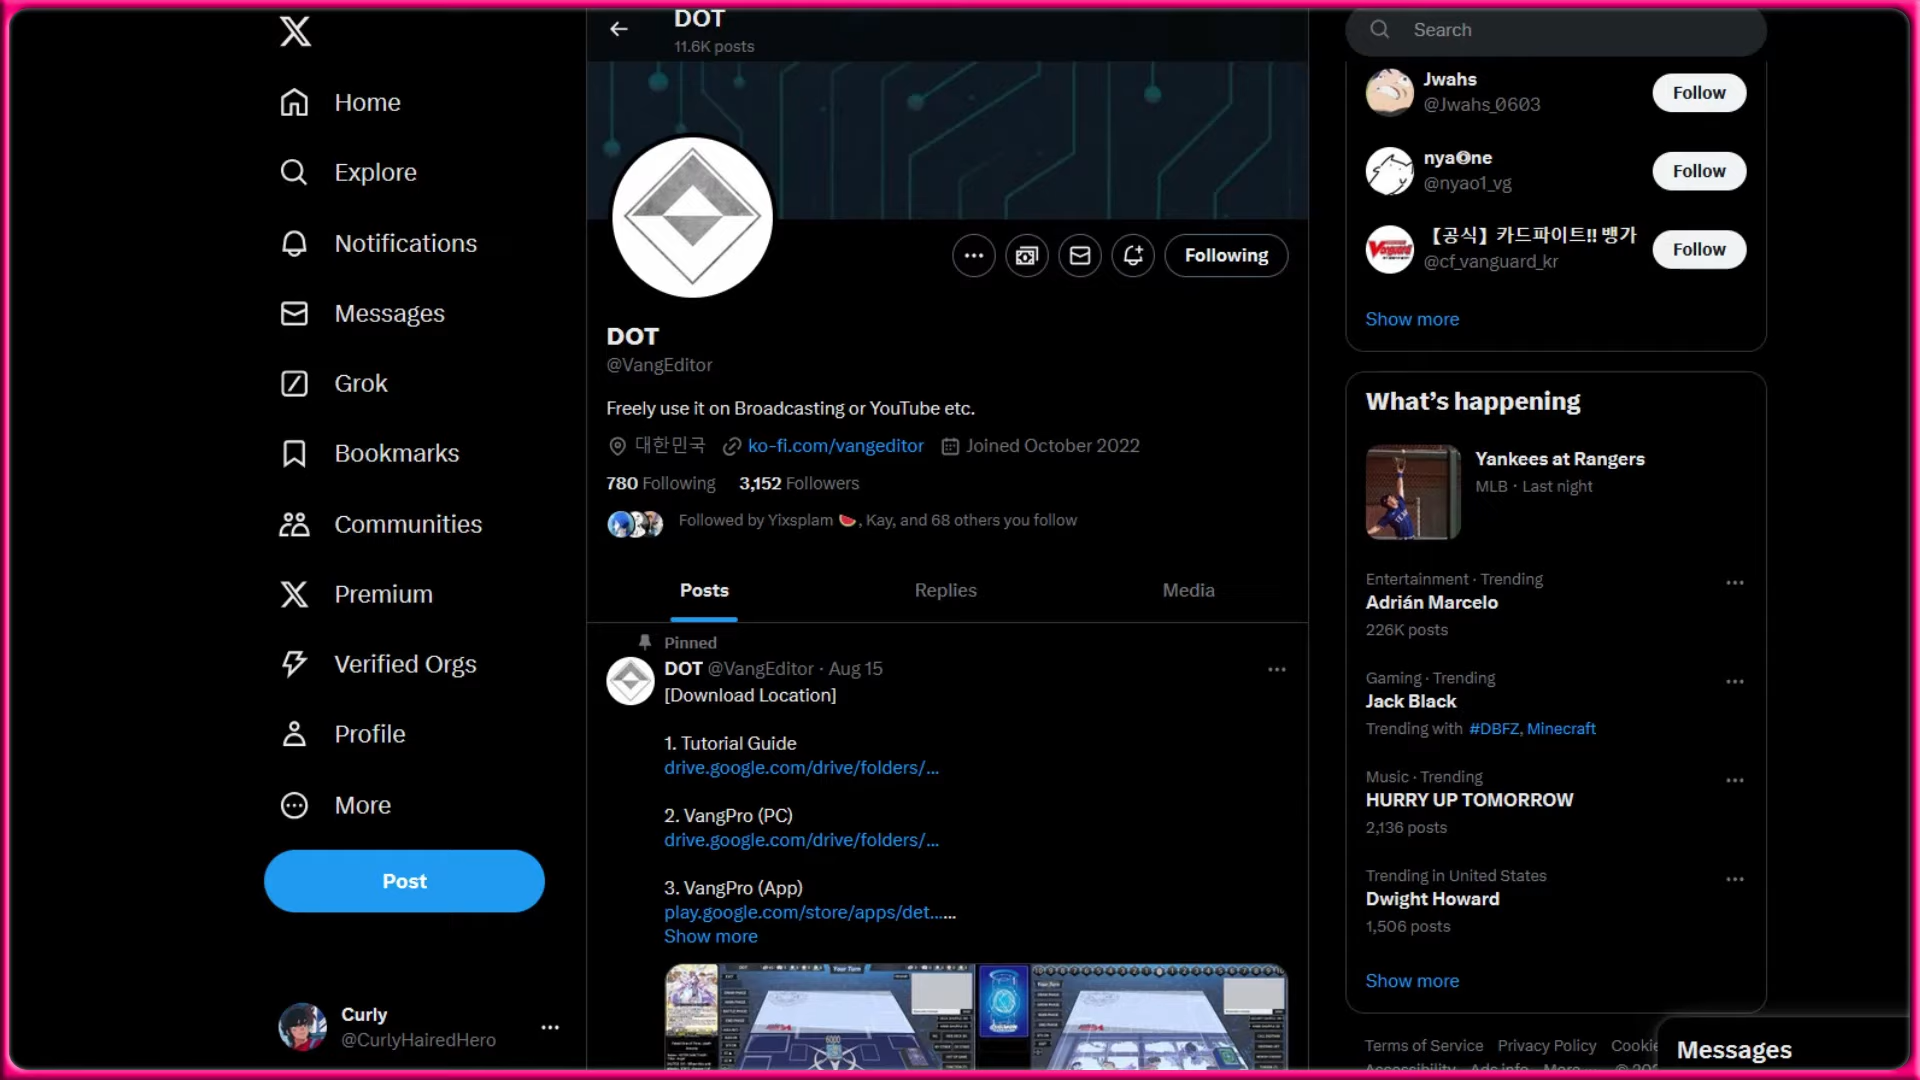 Home
Explore
Notifications
Messages
Grok
Bookmarks
Communities
Premium
Verified Orgs
Profile
More
Post
Curly
@CurlyHairedHero
DOT
11.6K posts
Following
DOT
@VangEditor
Freely use it on Broadcasting or YouTube etc.
대한민국 ko-fi.com/vangeditor Joined October 2022
780 Following 3,152 Followers
Followed by Yixsplam 🍉, Kay, and 68 others you follow
Posts Replies Media
Pinned
DOT @VangEditor · Aug 15
[Download Location]
1. Tutorial Guide
drive.google.com/drive/folders/…
2. VangPro (PC)
drive.google.com/drive/folders/…
3. VangPro (App)
play.google.com/store/apps/det……
Show more
Your Turn
6000
Search
Jwahs
@Jwahs_0603
Follow
@nyao1_vg
Follow
【공식】카드파이트!! 뱅가
@cf_vanguard_kr
Follow
Show more
What’s happening
Yankees at Rangers
MLB · Last night
Entertainment · Trending
Adrián Marcelo
226K posts
Gaming · Trending
Jack Black
Trending with #DBFZ, Minecraft
Music · Trending
HURRY UP TOMORROW
2,136 posts
Trending in United States
Dwight Howard
1,506 posts
Show more
Terms of Service Privacy Policy Cookie
Messages